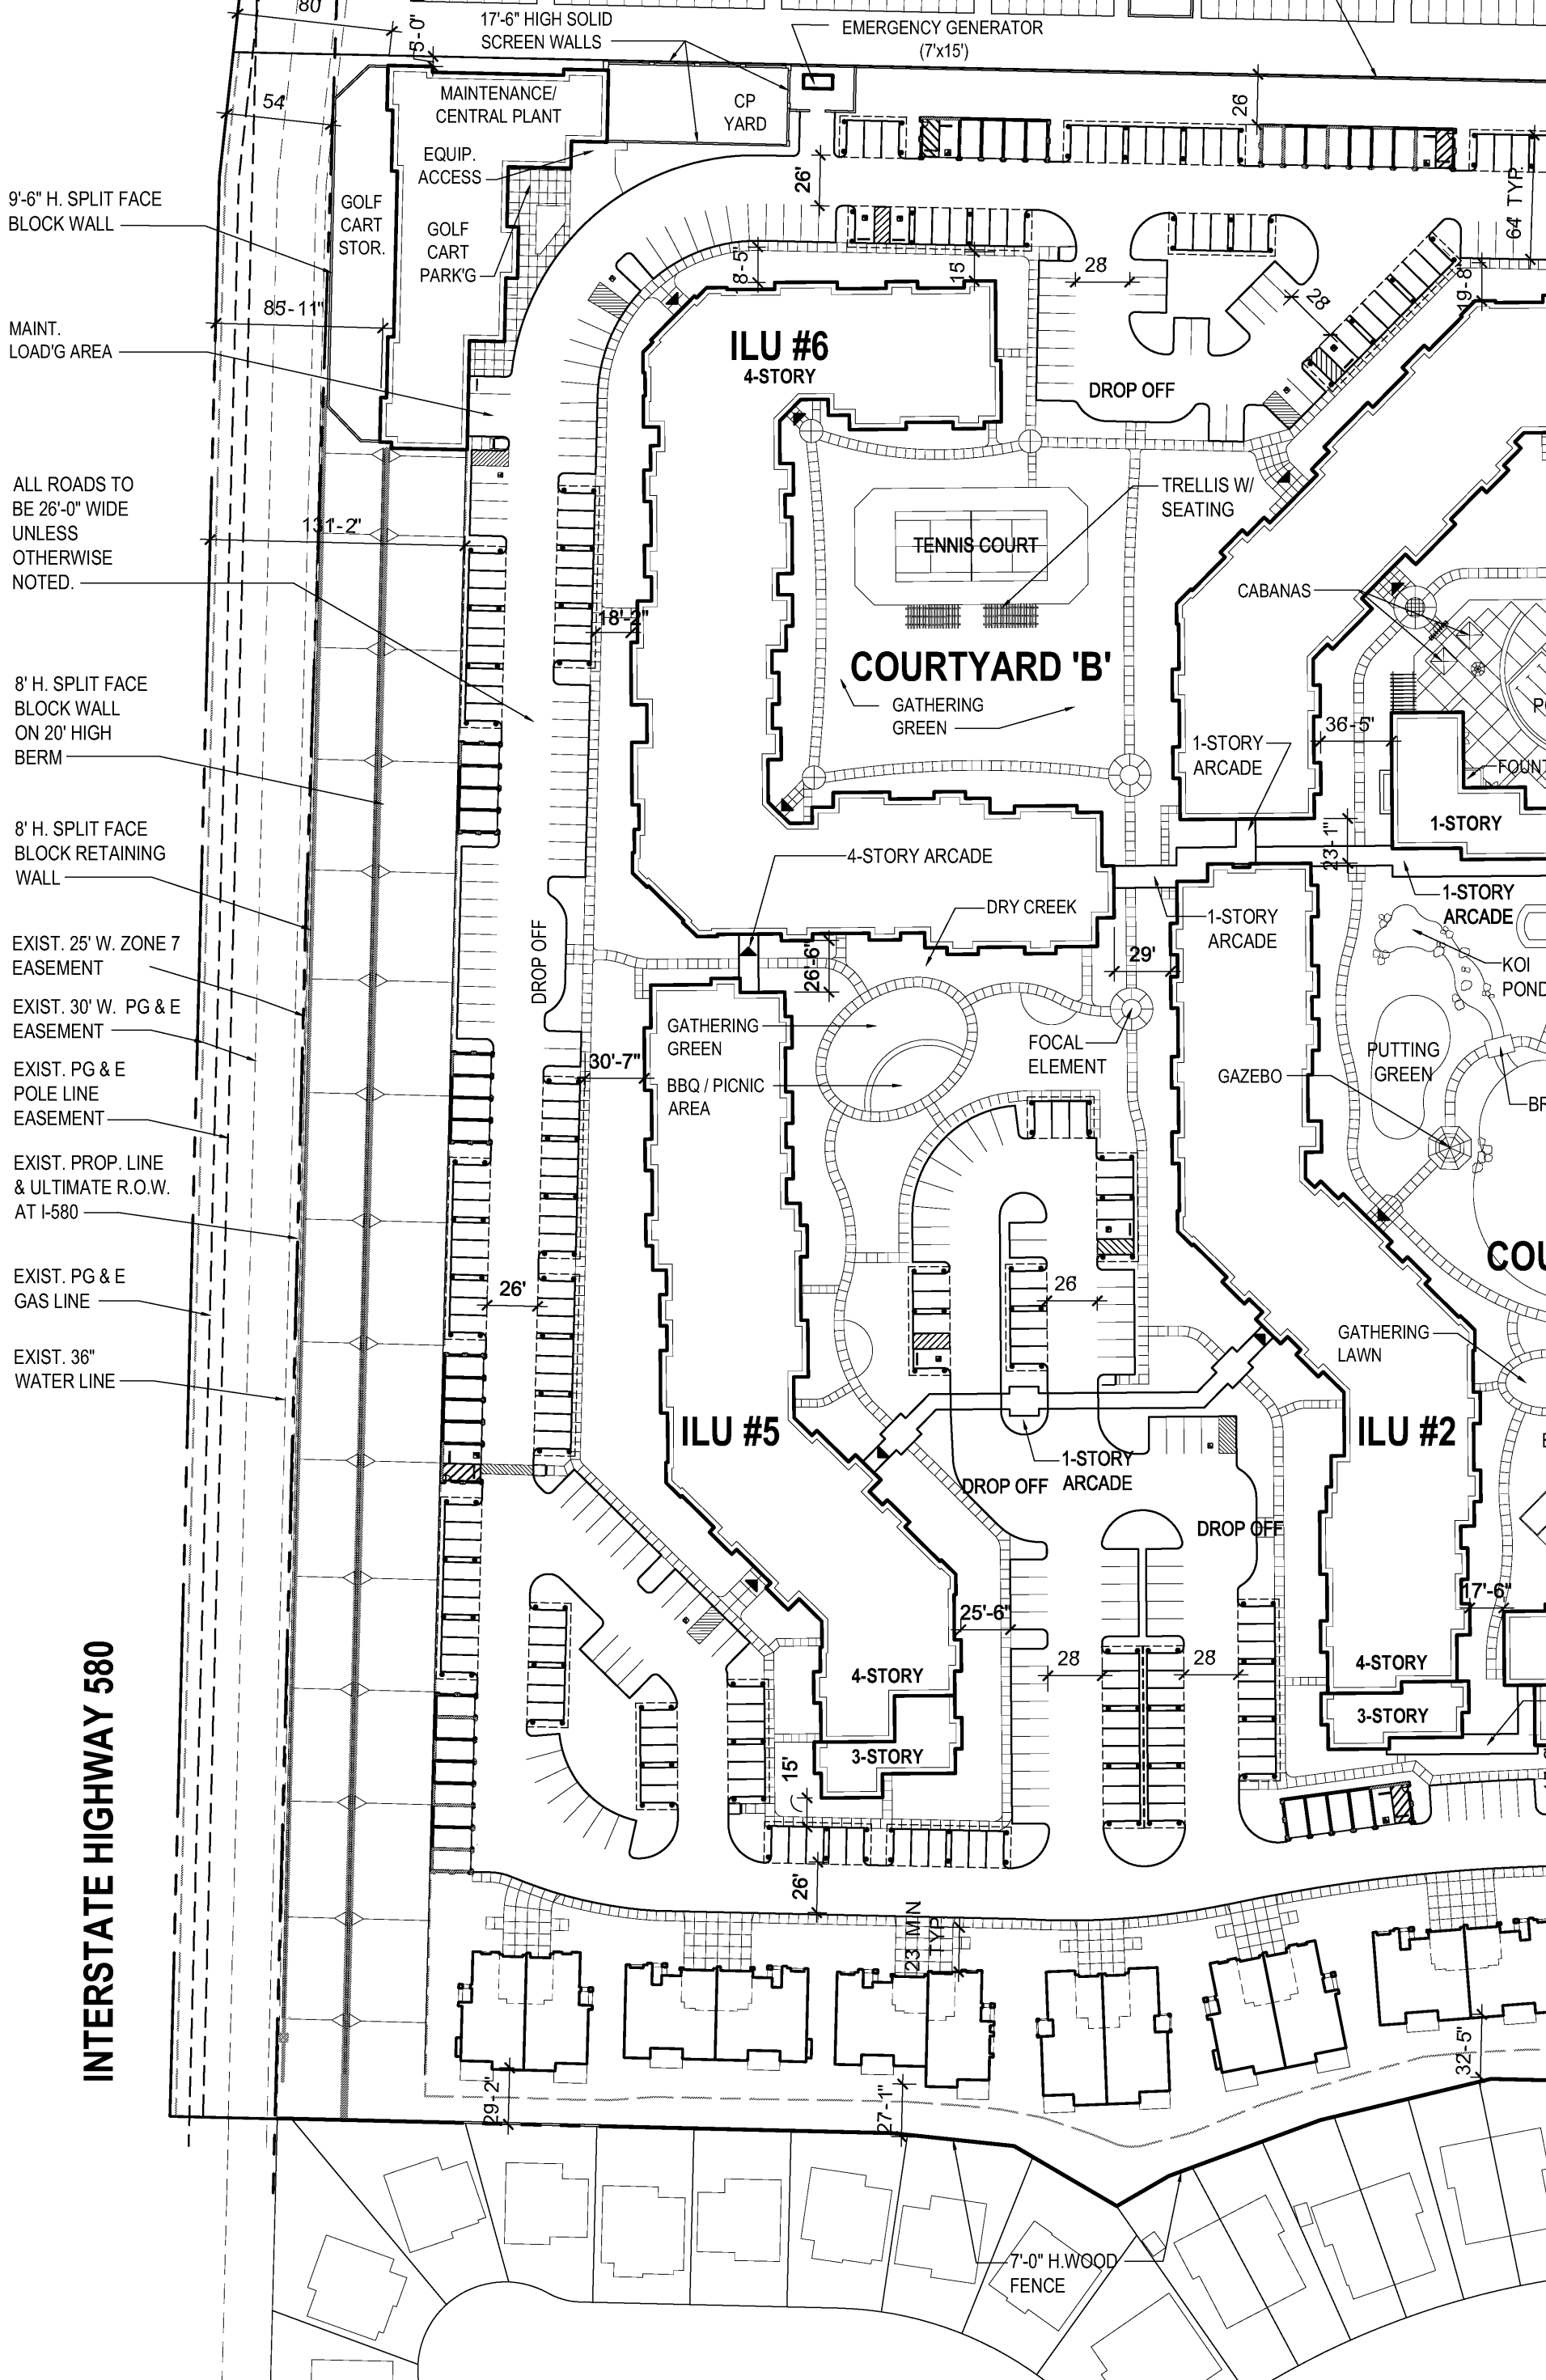 80'
5'-0"
17'-6" HIGH SOLID
SCREEN WALLS
EMERGENCY GENERATOR
(7'x15')
54'
MAINTENANCE/
CENTRAL PLANT
CP
YARD
26'
EQUIP.
ACCESS
26'
64' TYP.
9'-6" H. SPLIT FACE
BLOCK WALL
GOLF
CART
STOR.
GOLF
CART
PARK'G
18'-5"
15'
28'
28'
19'-8"
85'-11"
MAINT.
LOAD'G AREA
ILU #6
4-STORY
DROP OFF
ALL ROADS TO
BE 26'-0" WIDE
UNLESS
OTHERWISE
NOTED.
131'-2"
TRELLIS W/
SEATING
TENNIS COURT
CABANAS
18'-2"
COURTYARD 'B'
GATHERING
GREEN
8' H. SPLIT FACE
BLOCK WALL
ON 20' HIGH
BERM
36'-5"
1-STORY
ARCADE
FOUNT
1-STORY
23'-1"
8' H. SPLIT FACE
BLOCK RETAINING
WALL
4-STORY ARCADE
1-STORY
ARCADE
DRY CREEK
1-STORY
ARCADE
EXIST. 25' W. ZONE 7
EASEMENT
DROP OFF
26'-6"
29'
KOI
POND
EXIST. 30' W. PG & E
EASEMENT
GATHERING
GREEN
FOCAL
ELEMENT
PUTTING
GREEN
30'-7"
EXIST. PG & E
POLE LINE
EASEMENT
BBQ / PICNIC
AREA
GAZEBO
BR
EXIST. PROP. LINE
& ULTIMATE R.O.W.
AT I-580
COU
EXIST. PG & E
GAS LINE
26'
26'
GATHERING
LAWN
EXIST. 36"
WATER LINE
ILU #5
ILU #2
1-STORY
ARCADE
DROP OFF
DROP OFF
17'-6"
25'-6"
28'
28'
4-STORY
4-STORY
3-STORY
3-STORY
15'
INTERSTATE HIGHWAY 580
26'
23' MIN
TYP.
32'-5"
29'-2"
27'-1"
7'-0" H.WOOD
FENCE